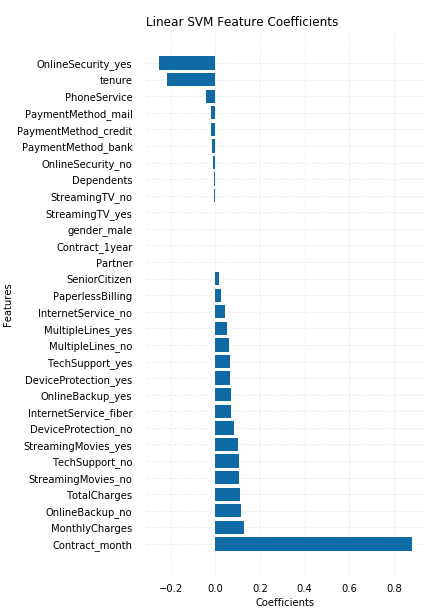 Linear SVM Feature Coefficients
OnlineSecurity_yes
tenure
PhoneService
PaymentMethod_mail
PaymentMethod_credit
PaymentMethod_bank
OnlineSecurity_no
Dependents
StreamingTV_no
StreamingTV_yes
gender_male
Contract_1year
Partner
SeniorCitizen
PaperlessBilling
InternetService_no
MultipleLines_yes
MultipleLines_no
TechSupport_yes
DeviceProtection_yes
OnlineBackup_yes
InternetService_fiber
DeviceProtection_no
StreamingMovies_yes
TechSupport_no
StreamingMovies_no
TotalCharges
OnlineBackup_no
MonthlyCharges
Contract_month
Features
−0.2 0.0 0.2 0.4 0.6 0.8
Coefficients